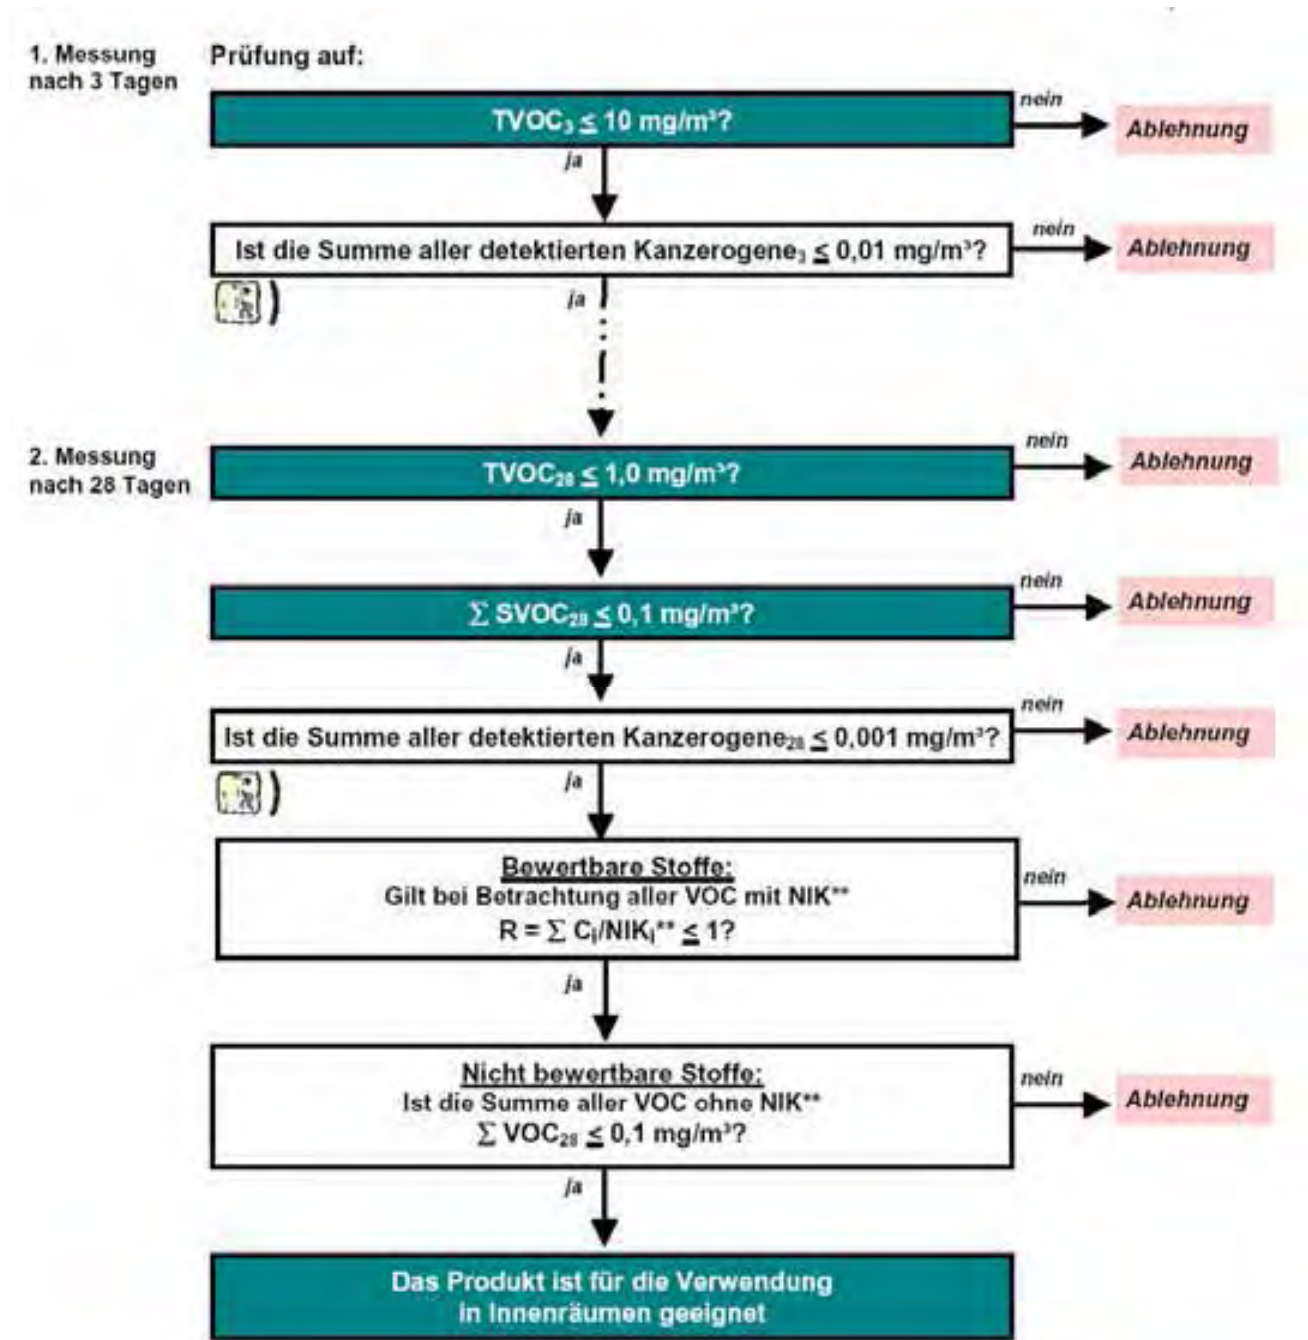 1. Messung
nach 3 Tagen
Prüfung auf:
TVOC₃ ≤ 10 mg/m³?
nein
Ablehnung
ja
Ist die Summe aller detektierten Kanzerogene₃ ≤ 0,01 mg/m³?
nein
Ablehnung
)
ja
2. Messung
nach 28 Tagen
TVOC₂₈ ≤ 1,0 mg/m³?
nein
Ablehnung
ja
∑ SVOC₂₈ ≤ 0,1 mg/m³?
nein
Ablehnung
ja
Ist die Summe aller detektierten Kanzerogene₂₈ ≤ 0,001 mg/m³?
nein
Ablehnung
)
ja
Bewertbare Stoffe:
Gilt bei Betrachtung aller VOC mit NIK**
R = ∑ Cᵢ/NIKᵢ** ≤ 1?
nein
Ablehnung
ja
Nicht bewertbare Stoffe:
Ist die Summe aller VOC ohne NIK**
∑ VOC₂₈ ≤ 0,1 mg/m³?
nein
Ablehnung
ja
Das Produkt ist für die Verwendung
in Innenräumen geeignet